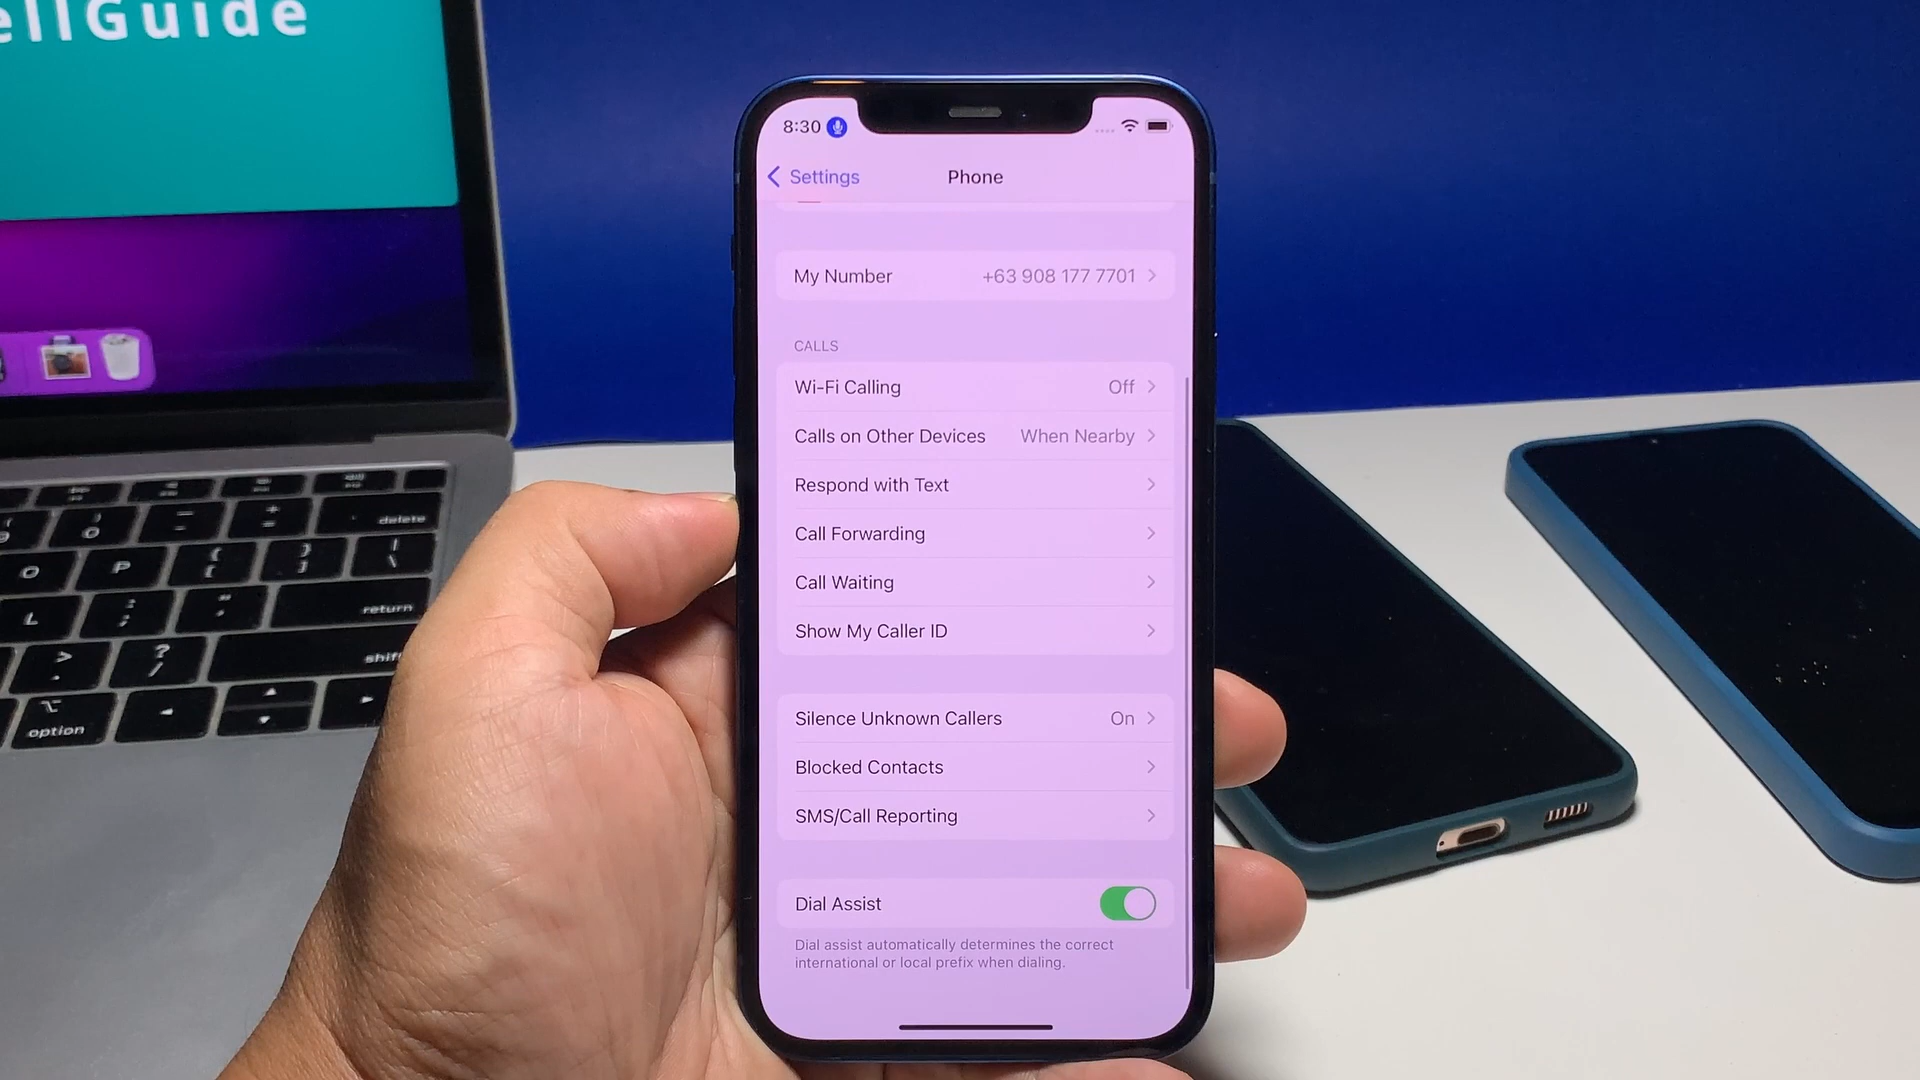 ellGuide
8:30
Settings
Phone
My Number +63 908 177 7701
CALLS
Wi-Fi Calling Off
Calls on Other Devices When Nearby
Respond with Text
Call Forwarding
Call Waiting
Show My Caller ID
Silence Unknown Callers On
Blocked Contacts
SMS/Call Reporting
Dial Assist
Dial assist automatically determines the correct
international or local prefix when dialing.
delete
O P { [ } ] | \
return
L : ; " '
shift
> . ? /
option